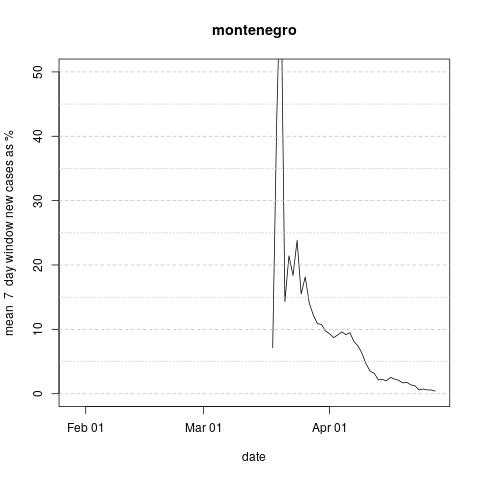 montenegro
mean 7 day window new cases as %
50
40
30
20
10
0
Feb 01
Mar 01
Apr 01
date